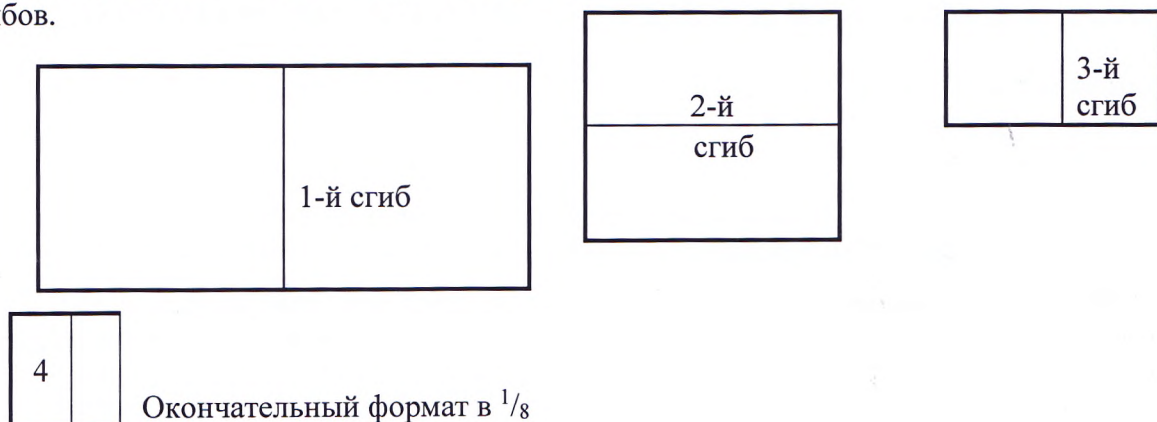 бов.
1-й сгиб
2-й
сгиб
3-й
сгиб
4
Окончательный формат в 1/8